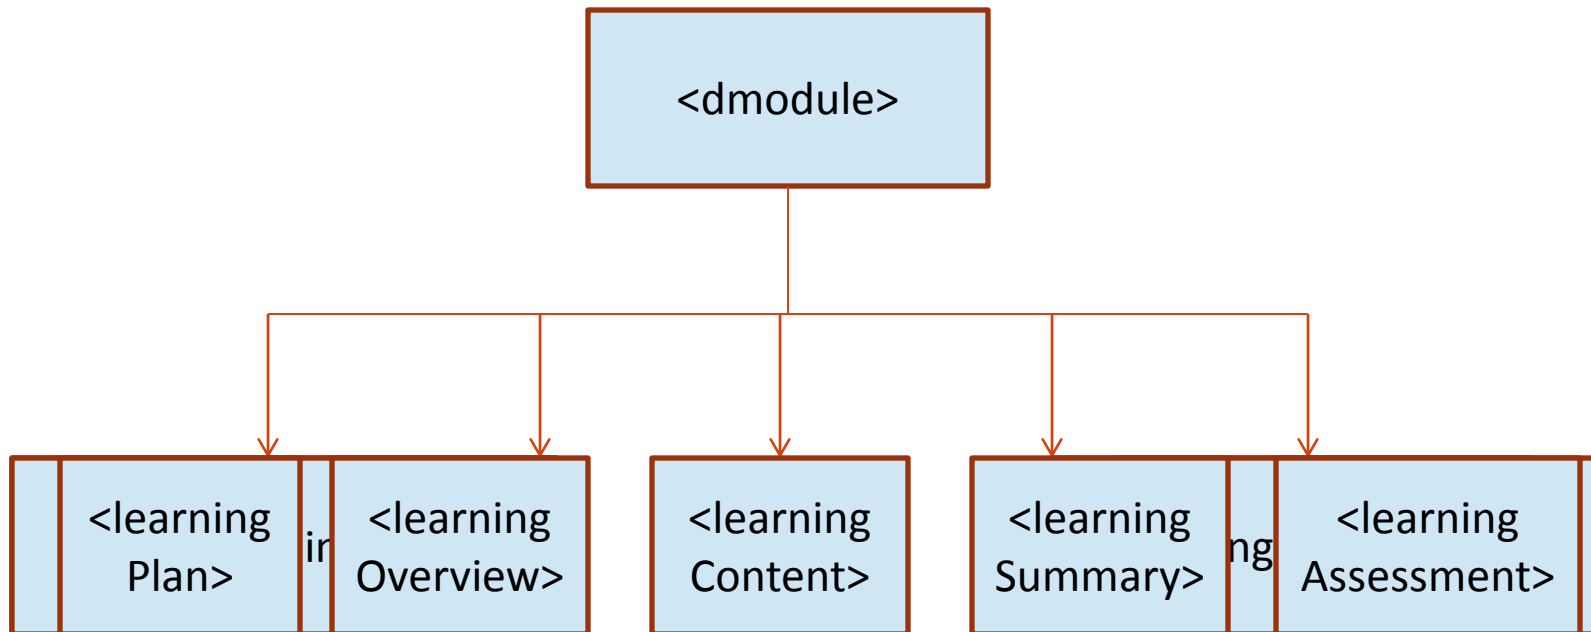 <dmodule>
<learning
Plan>
<learning
Overview>
<learning
Content>
<learning
Summary>
<learning
Assessment>